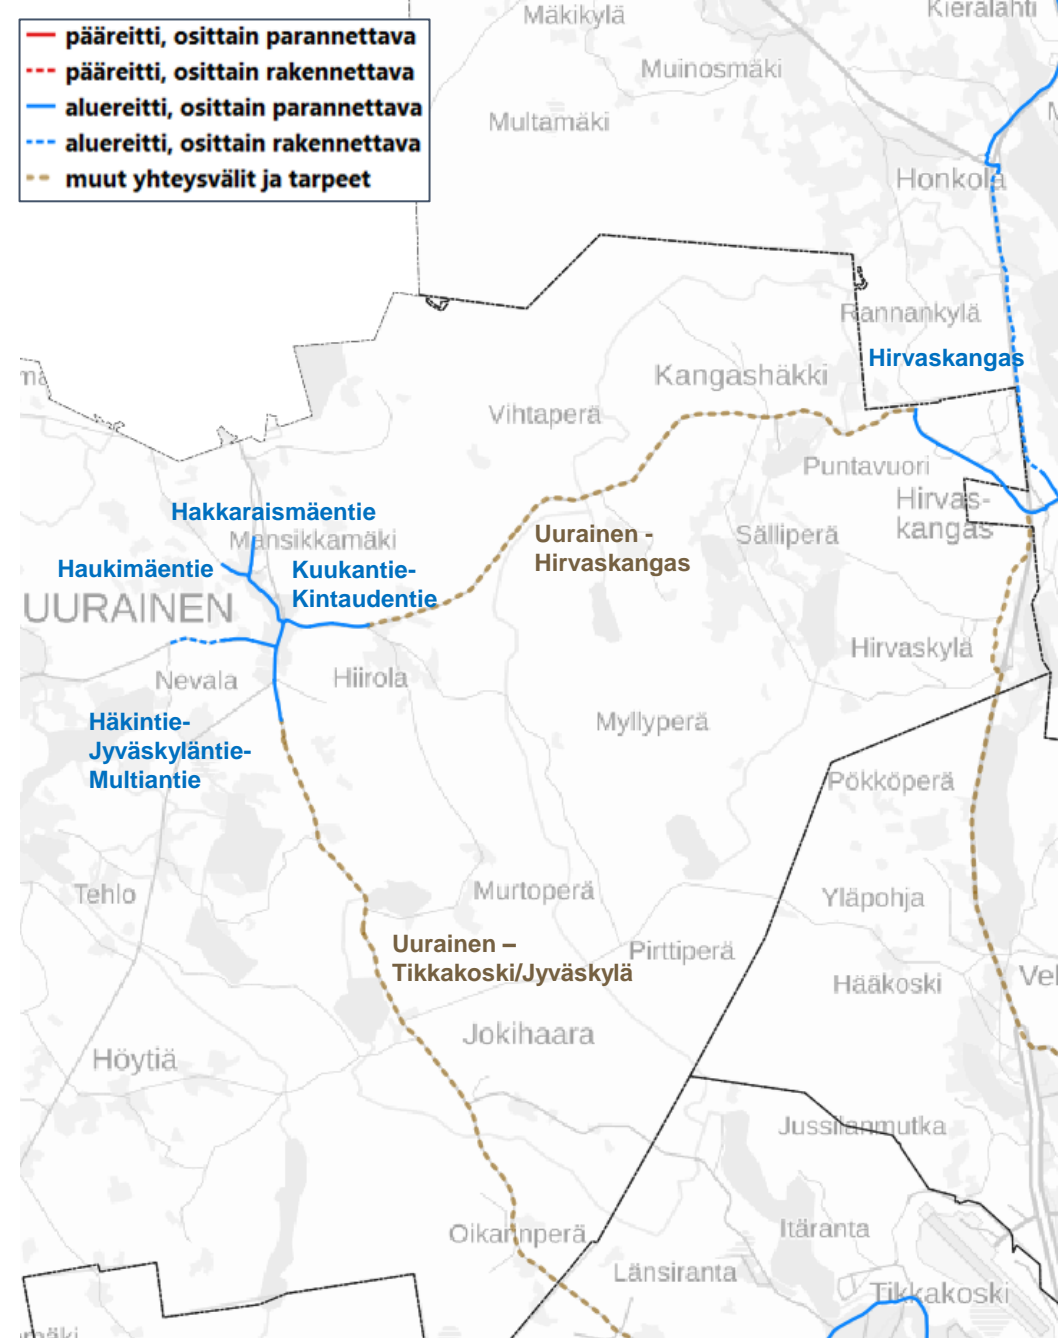 pääreitti, osittain parannettava
pääreitti, osittain rakennettava
aluereitti, osittain parannettava
aluereitti, osittain rakennettava
muut yhteysvälit ja tarpeet
Mäkikylä
Kieralahti
Muinosmäki
Multamäki
Honkola
Rannankylä
Hirvaskangas
Kangashäkki
Vihtaperä
Puntavuori
Hirvas-
kangas
Hakkaraismäentie
Mansikkamäki
Uurainen -
Hirvaskangas
Sälliperä
Haukimäentie
Kuukantie-
Kintaudentie
UURAINEN
Hirvaskylä
Nevala
Hiirola
Häkintie-
Jyväskyläntie-
Multiantie
Myllyperä
Pökköperä
Tehlo
Murtoperä
Yläpohja
Uurainen –
Tikkakoski/Jyväskylä
Pirttiperä
Hääkoski
Jokihaara
Höytiä
Jussilanmutka
Oikarinperä
Itäranta
Länsiranta
Tikkakoski